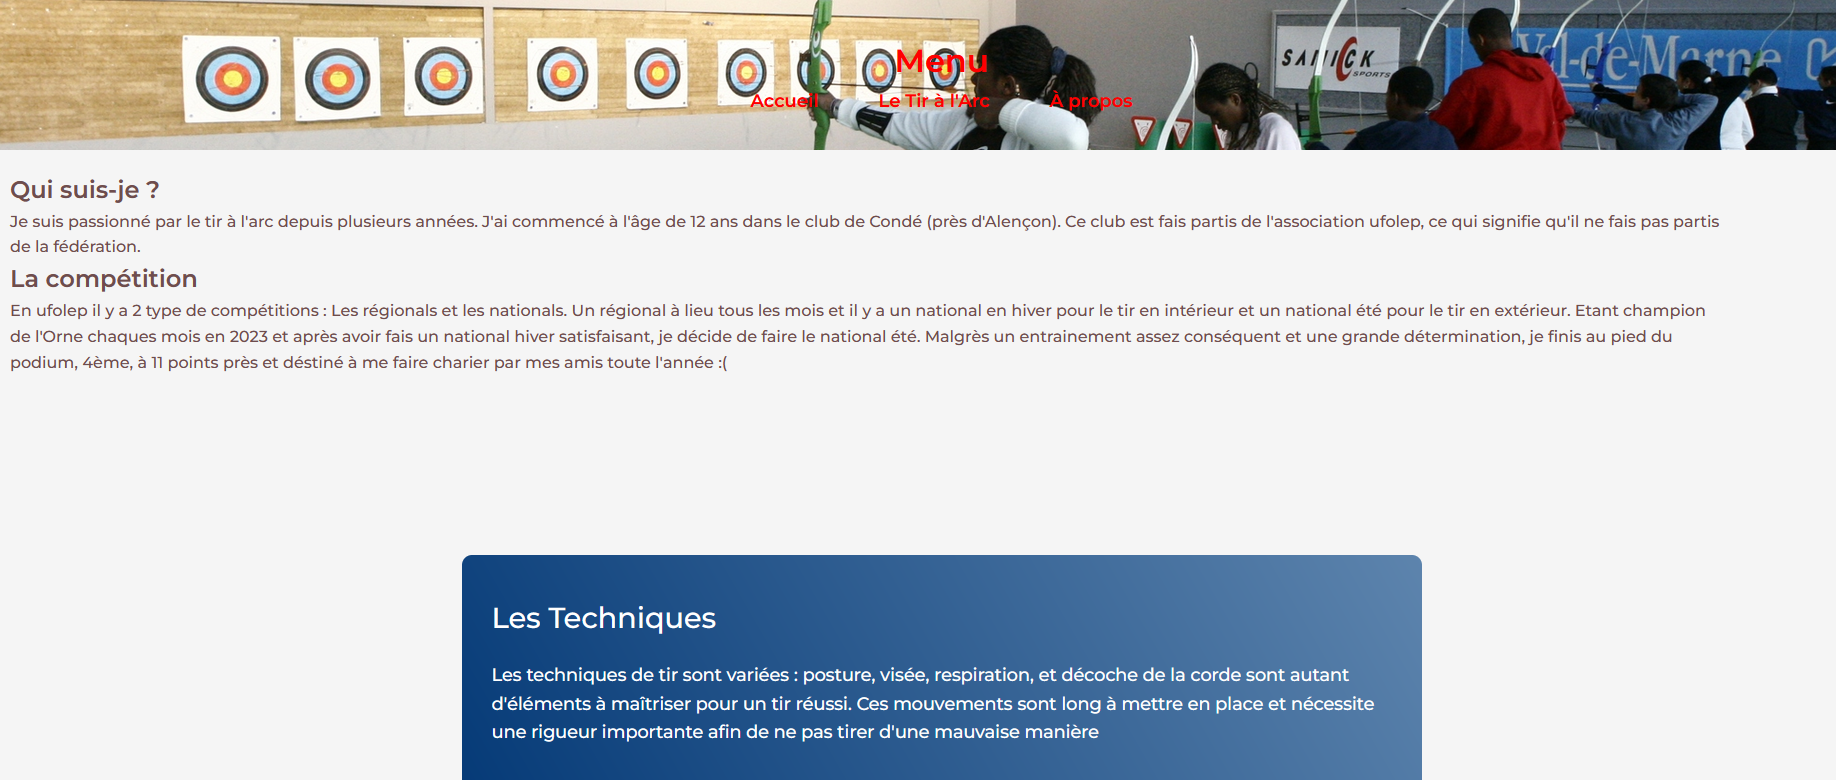 Menu
SANICK
SPORTS
Val-de-Marne
Accueil Le Tir à l'Arc À propos
Qui suis-je ?
Je suis passionné par le tir à l'arc depuis plusieurs années. J'ai commencé à l'âge de 12 ans dans le club de Condé (près d'Alençon). Ce club est fais partis de l'association ufolep, ce qui signifie qu'il ne fais pas partis
de la fédération.
La compétition
En ufolep il y a 2 type de compétitions : Les régionals et les nationals. Un régional à lieu tous les mois et il y a un national en hiver pour le tir en intérieur et un national été pour le tir en extérieur. Etant champion
de l'Orne chaques mois en 2023 et après avoir fais un national hiver satisfaisant, je décide de faire le national été. Malgrès un entrainement assez conséquent et une grande détermination, je finis au pied du
podium, 4ème, à 11 points près et déstiné à me faire charier par mes amis toute l'année :(
Les Techniques
Les techniques de tir sont variées : posture, visée, respiration, et décoche de la corde sont autant
d'éléments à maîtriser pour un tir réussi. Ces mouvements sont long à mettre en place et nécessite
une rigueur importante afin de ne pas tirer d'une mauvaise manière